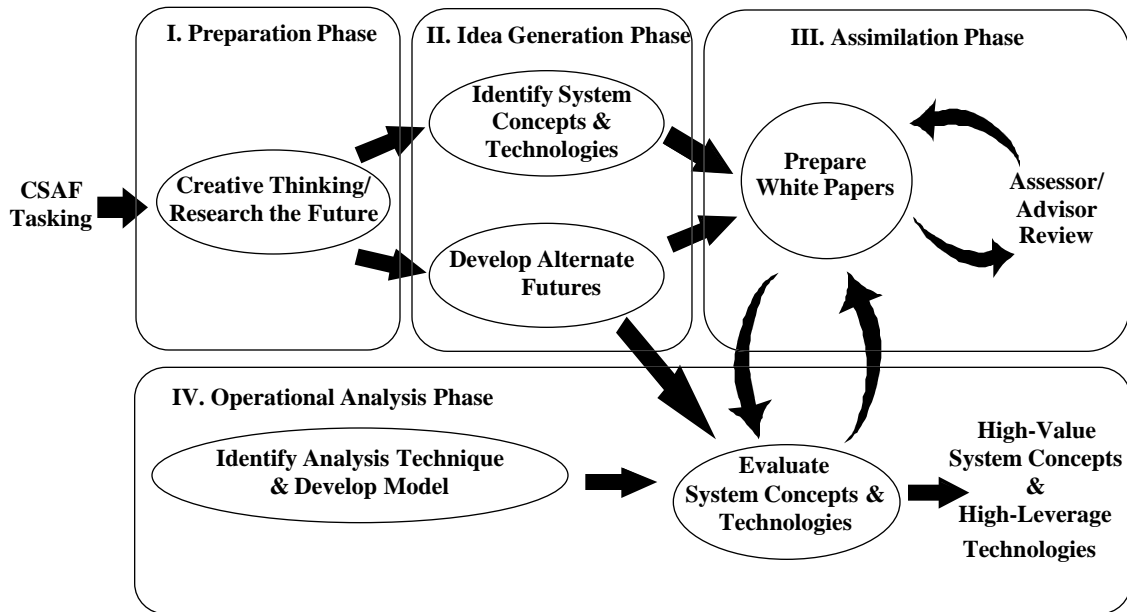 I. Preparation Phase
II. Idea Generation Phase
III. Assimilation Phase
CSAF
Tasking
Creative Thinking/
Research the Future
Identify System
Concepts &
Technologies
Develop Alternate
Futures
Prepare
White Papers
Assessor/
Advisor
Review
IV. Operational Analysis Phase
Identify Analysis Technique
& Develop Model
Evaluate
System Concepts &
Technologies
High-Value
System Concepts
&
High-Leverage
Technologies